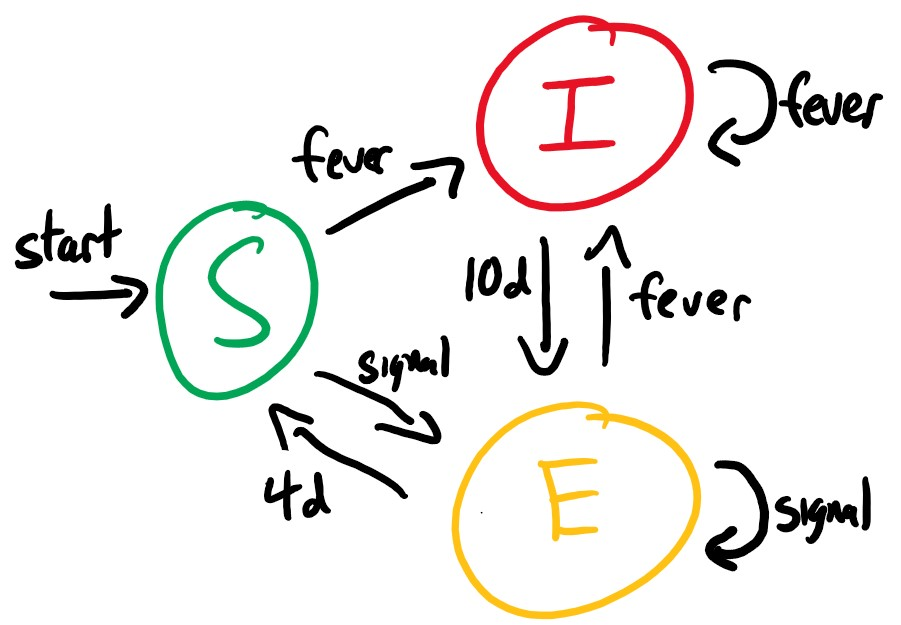 I
fever
fever
start
S
10d
fever
signal
4d
E
signal